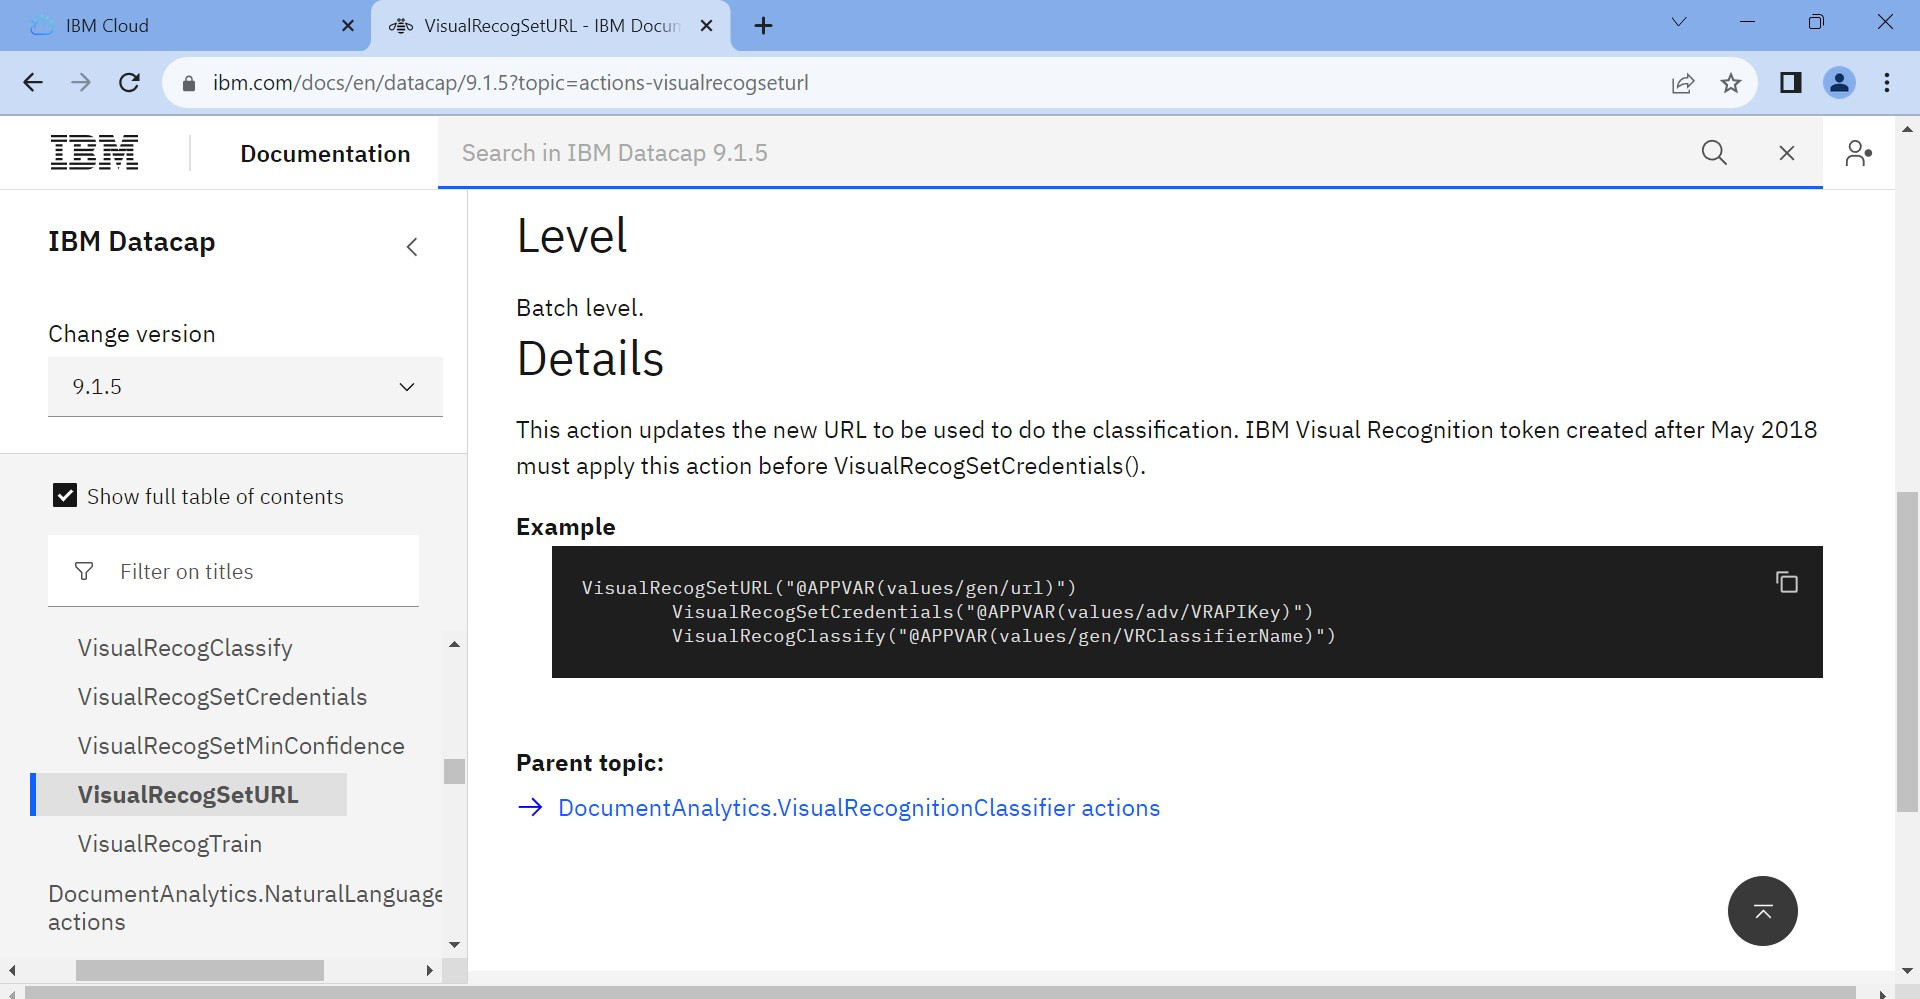 IBM Cloud
VisualRecogSetURL - IBM Docun
ibm.com/docs/en/datacap/9.1.5?topic=actions-visualrecogseturl
IBM
Documentation
Search in IBM Datacap 9.1.5
IBM Datacap
Change version
9.1.5
Show full table of contents
Filter on titles
VisualRecogClassify
VisualRecogSetCredentials
VisualRecogSetMinConfidence
VisualRecogSetURL
VisualRecogTrain
DocumentAnalytics.NaturalLanguage
actions
Level
Batch level.
Details
This action updates the new URL to be used to do the classification. IBM Visual Recognition token created after May 2018
must apply this action before VisualRecogSetCredentials().
Example
VisualRecogSetURL("@APPVAR(values/gen/url)")
VisualRecogSetCredentials("@APPVAR(values/adv/VRAPIKey)")
VisualRecogClassify("@APPVAR(values/gen/VRClassifierName)")
Parent topic:
DocumentAnalytics.VisualRecognitionClassifier actions